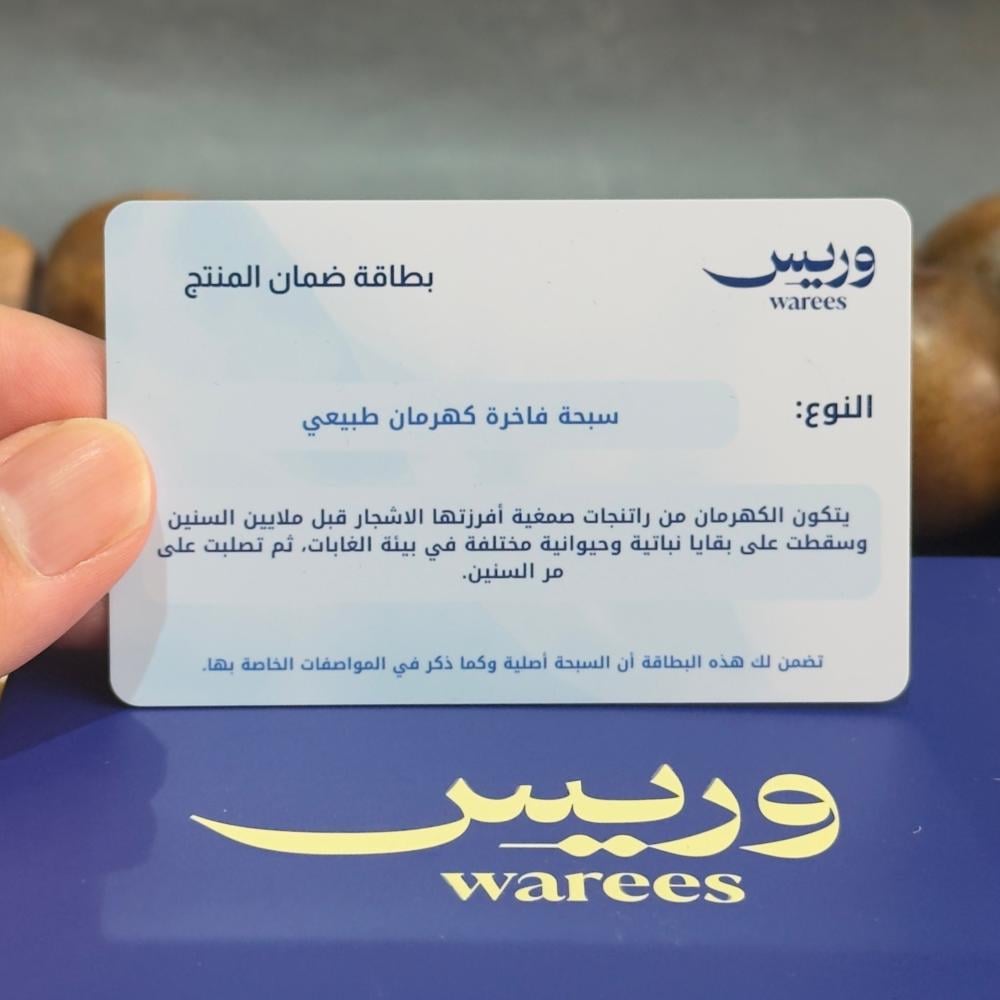 وريس
warees
بطاقة ضمان المنتج
النوع:
سبحة فاخرة كهرمان طبيعي
يتكون الكهرمان من راتنجات صمغية أفرزتها الاشجار قبل ملايين السنين
وسقطت على بقايا نباتية وحيوانية مختلفة في بيئة الغابات، ثم تصلبت على
مر السنين.
تضمن لك هذه البطاقة أن السبحة أصلية وكما ذكر في المواصفات الخاصة بها.
وريس
warees